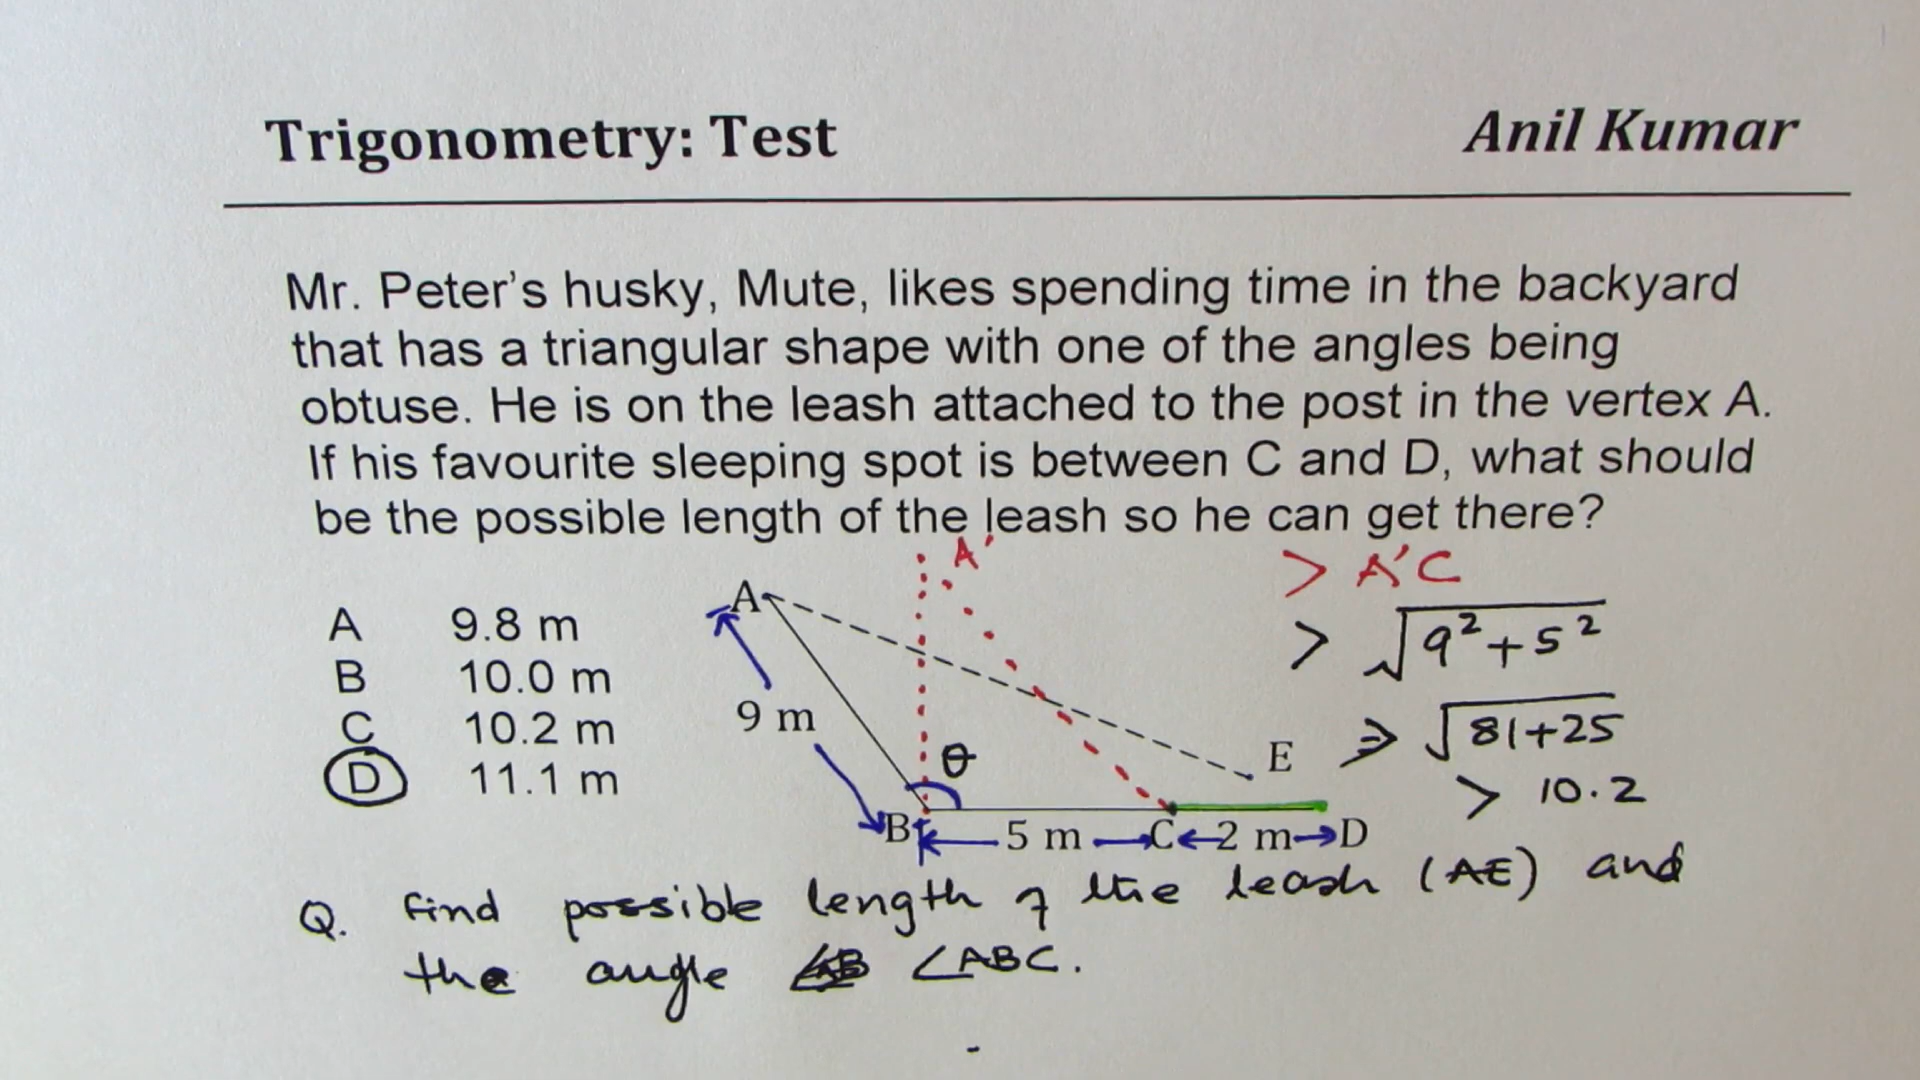 Trigonometry: Test
Anil Kumar
Mr. Peter's husky, Mute, likes spending time in the backyard
that has a triangular shape with one of the angles being
obtuse. He is on the leash attached to the post in the vertex A.
If his favourite sleeping spot is between C and D, what should
be the possible length of the leash so he can get there?
A 9.8 m
B 10.0 m
C 10.2 m
D 11.1 m
A'
A
9 m
θ
E
B 5 m C 2 m D
> A'C
> √9²+5²
⇒ √81+25
> 10.2
Q. Find possible length of the leash (AE) and
the angle ∠ABC.